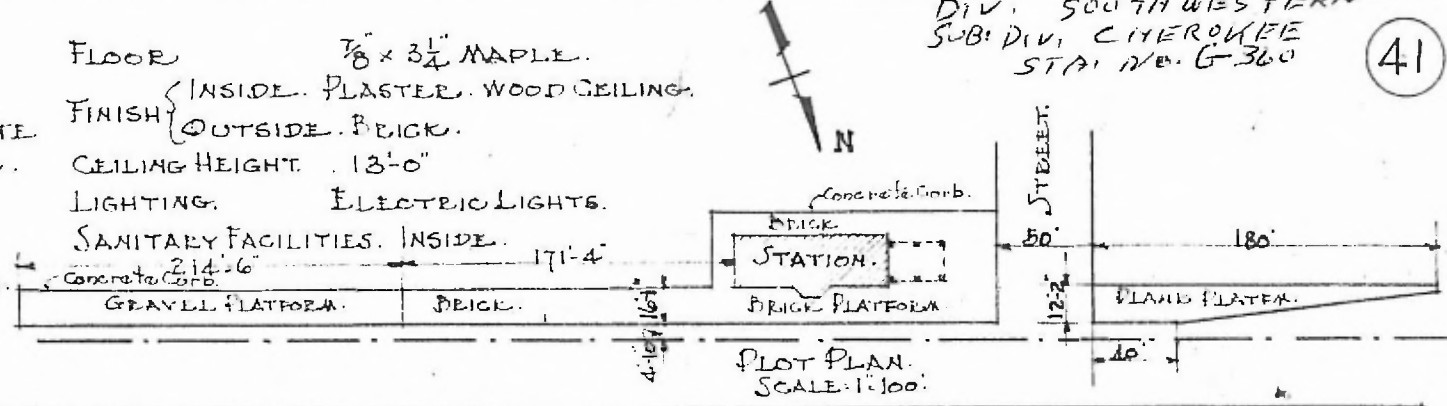 DIV. SOUTHWESTERN
SUB. DIV. CHEROKEE
STA. NO. G-360
41
FLOOR 7/8" x 3 1/4" MAPLE.
FINISH { INSIDE. PLASTER. WOOD CEILING.
OUTSIDE. BRICK.
CEILING HEIGHT. 13'-0"
LIGHTING. ELECTRIC LIGHTS.
SANITARY FACILITIES. INSIDE.
N
STREET.
Concrete Curb.
BRICK
STATION.
50'
180'
214'-6"
171'-4"
Concrete Curb.
GRAVEL PLATFORM.
BRICK.
16'
BRICK PLATFORM
12'-2"
PLANK PLATFM.
4'-10"
40'
PLOT PLAN.
SCALE-1"=100'